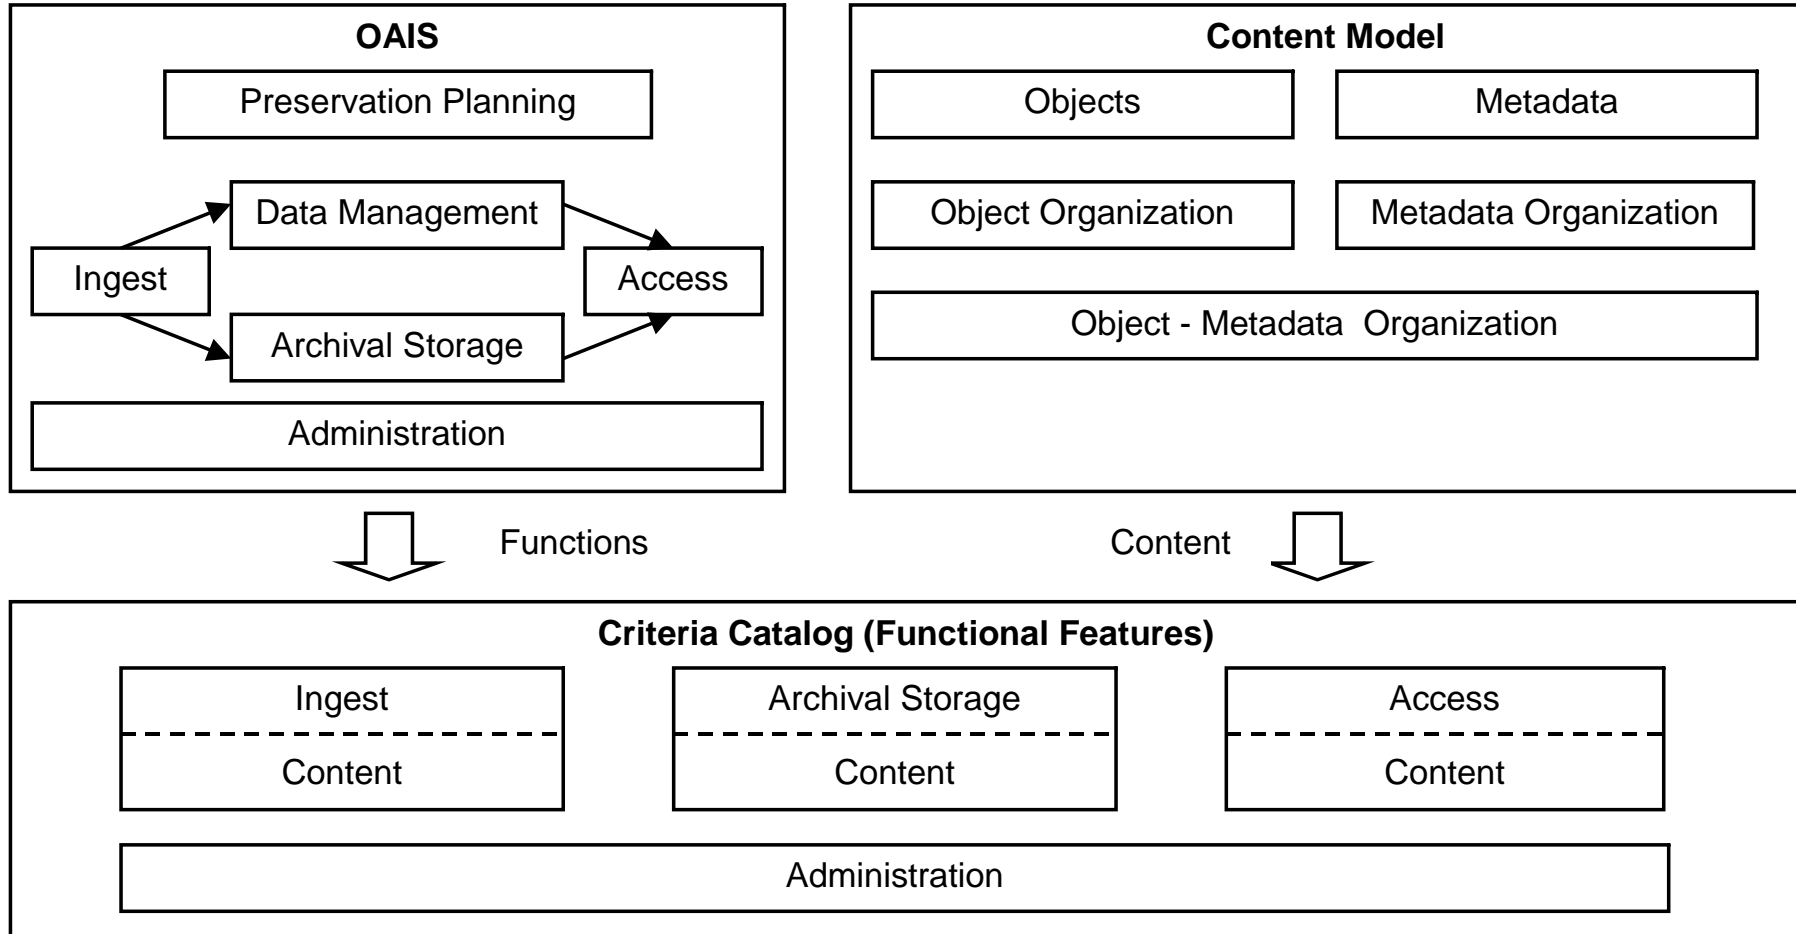 OAIS
Preservation Planning
Data Management
Ingest
Access
Archival Storage
Administration
Content Model
Objects
Metadata
Object Organization
Metadata Organization
Object - Metadata  Organization
Functions
Content
Criteria Catalog (Functional Features)
Ingest
Content
Archival Storage
Content
Access
Content
Administration